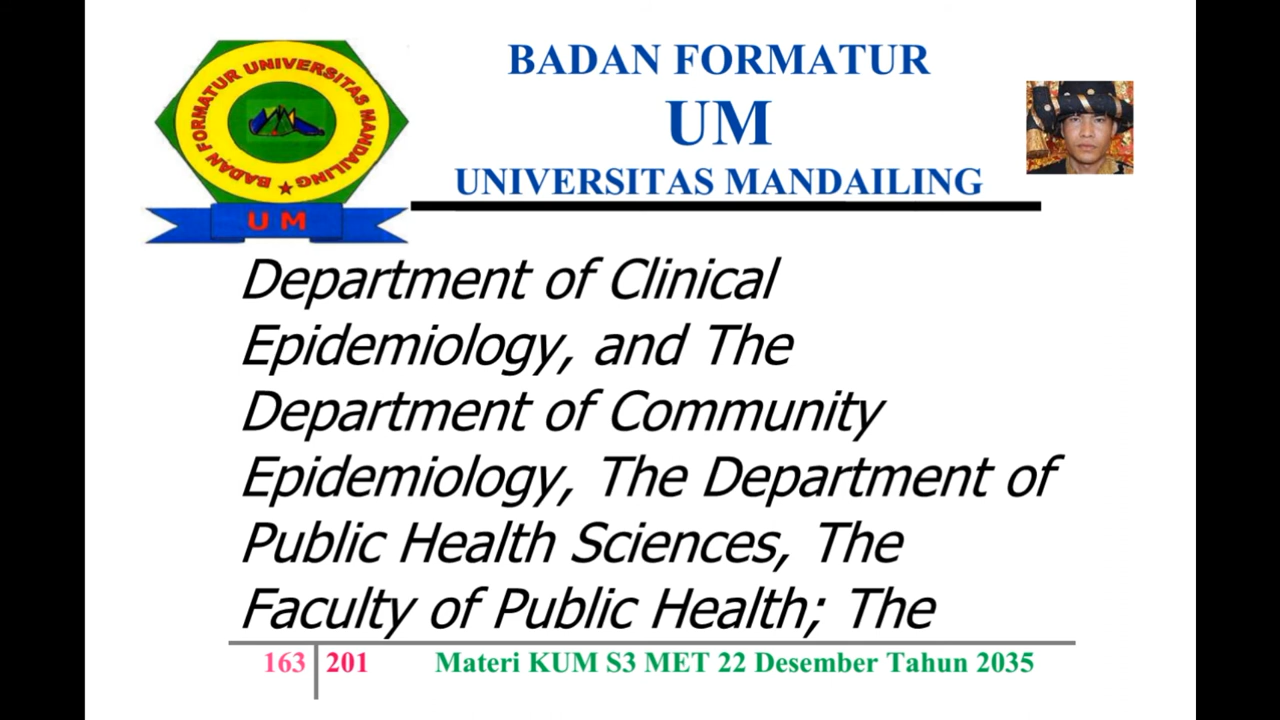 BADAN FORMATUR UNIVERSITAS MANDAILING
UM
BADAN FORMATUR
UM
UNIVERSITAS MANDAILING
Department of Clinical
Epidemiology, and The
Department of Community
Epidemiology, The Department of
Public Health Sciences, The
Faculty of Public Health; The
163 201 Materi KUM S3 MET 22 Desember Tahun 2035